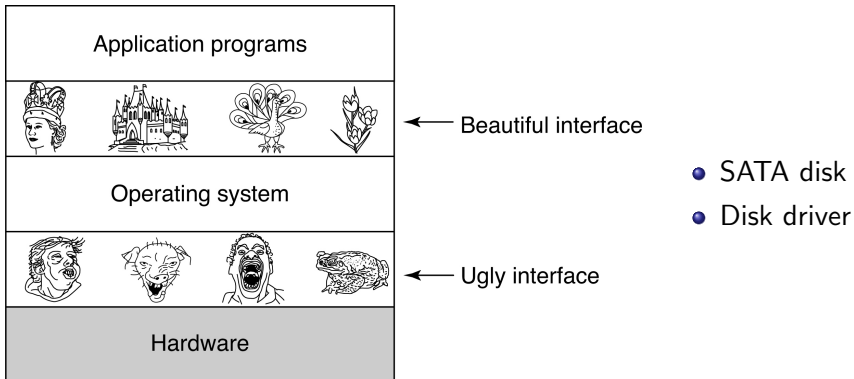 Application programs
Beautiful interface
Operating system
Ugly interface
Hardware
SATA disk
Disk driver